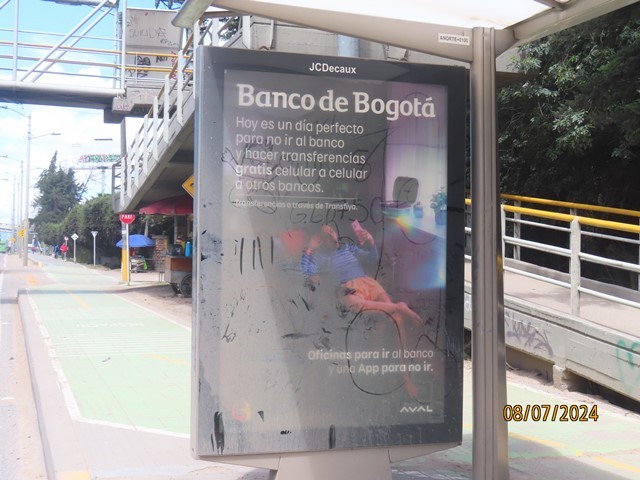 ANORTE+0155
JCDecaux
Banco de Bogotá
Hoy es un día perfecto
para no ir al banco
y hacer transferencias
gratis celular a celular
a otros bancos.
Transferencias a través de Transfiya.
PARE
Oficinas para ir al banco
y una App para no ir.
AVAL
08/07/2024